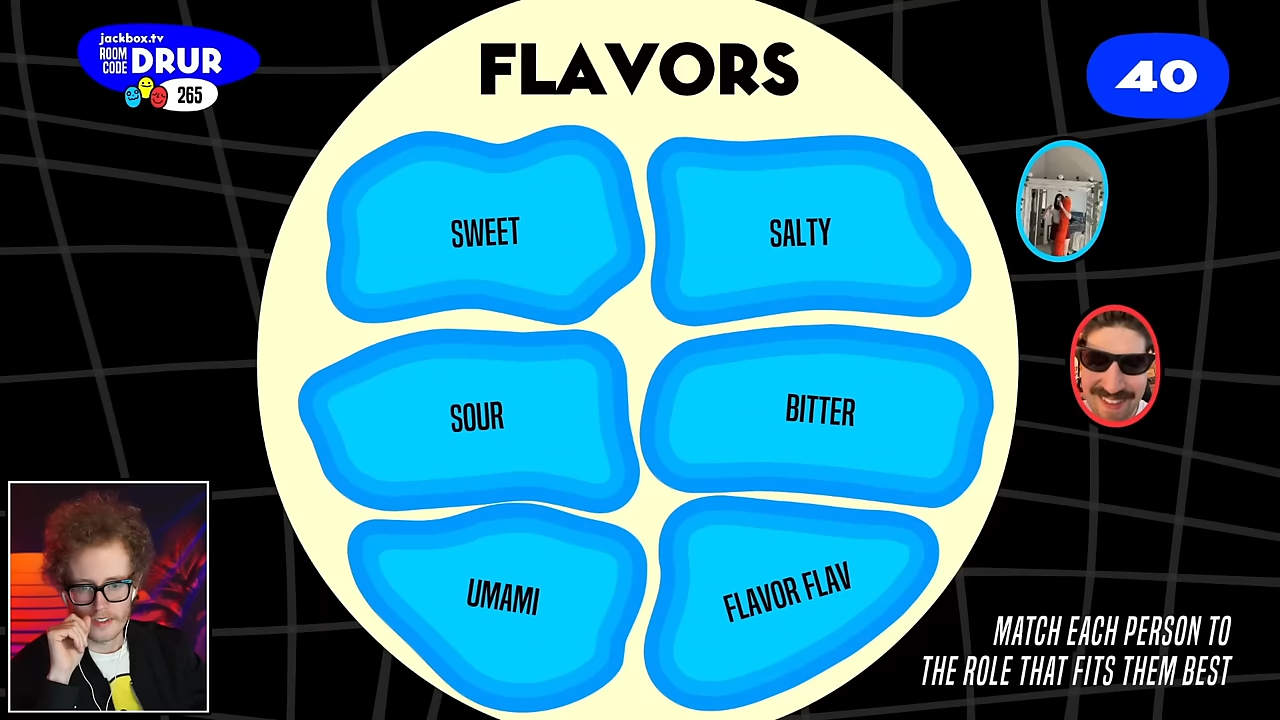 jackbox.tv
ROOM CODE DRUR
265
FLAVORS
40
SWEET
SALTY
SOUR
BITTER
UMAMI
FLAVOR FLAV
MATCH EACH PERSON TO
THE ROLE THAT FITS THEM BEST